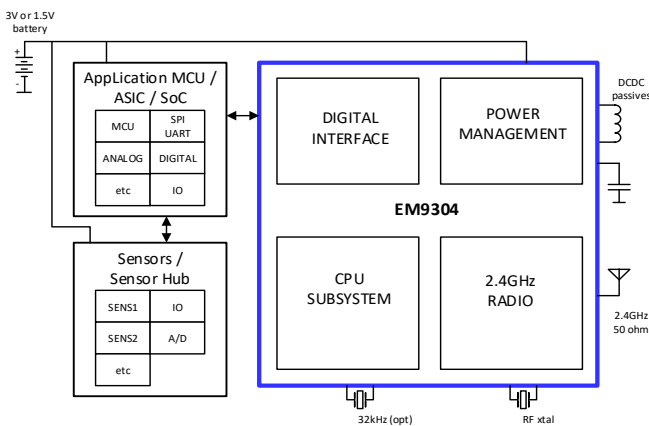 3V or 1.5V
battery
+
-
AppLication MCU /
ASIC / SoC
MCU
SPI
UART
ANALOG
DIGITAL
etc
IO
Sensors /
Sensor Hub
SENS1
IO
SENS2
A/D
etc
DIGITAL
INTERFACE
POWER
MANAGEMENT
EM9304
CPU
SUBSYSTEM
2.4GHz
RADIO
DCDC
passives
2.4GHz
50 ohm
32kHz (opt)
RF xtal